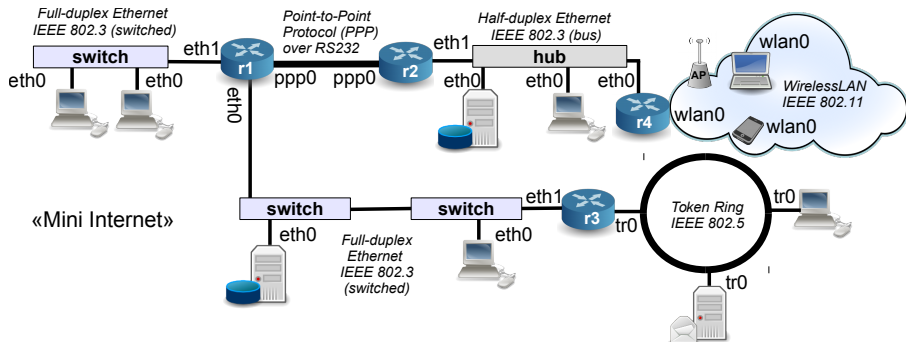 Full-duplex Ethernet
IEEE 802.3 (switched)
switch
eth0
eth0
eth1
r1
eth0
Point-to-Point
Protocol (PPP)
over RS232
ppp0
ppp0
r2
eth1
Half-duplex Ethernet
IEEE 802.3 (bus)
hub
eth0
eth0
eth0
r4
wlan0
AP
wlan0
WirelessLAN
IEEE 802.11
wlan0
«Mini Internet»
switch
eth0
Full-duplex
Ethernet
IEEE 802.3
(switched)
switch
eth0
eth1
r3
tr0
Token Ring
IEEE 802.5
tr0
tr0